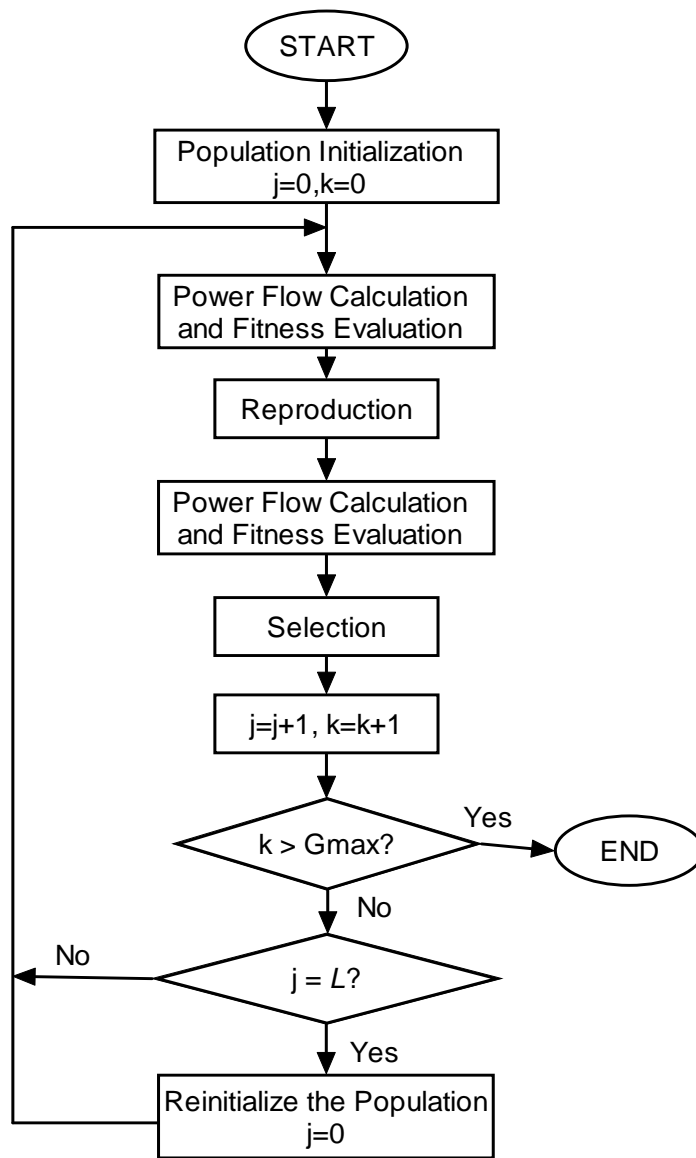 START
Population Initialization
j=0,k=0
Power Flow Calculation
and Fitness Evaluation
Reproduction
Power Flow Calculation
and Fitness Evaluation
Selection
j=j+1, k=k+1
k > Gmax?
Yes
END
No
j = L?
No
Yes
Reinitialize the Population
j=0